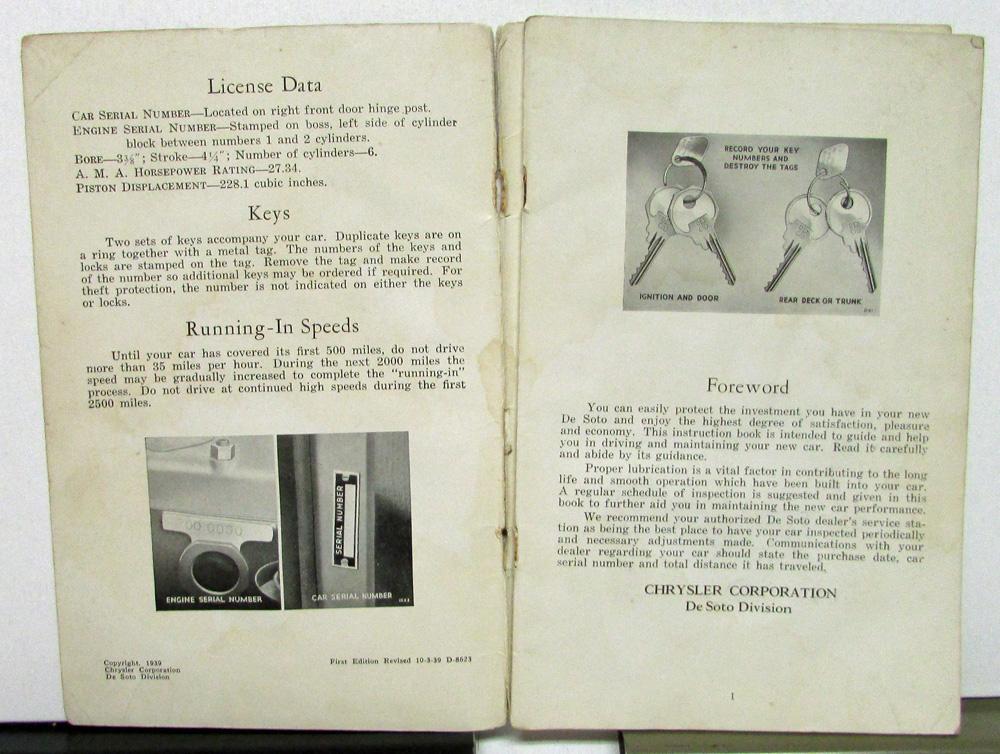 License Data
CAR SERIAL NUMBER—Located on right front door hinge post.
ENGINE SERIAL NUMBER—Stamped on boss, left side of cylinder
block between numbers 1 and 2 cylinders.
BORE—3⅜"; Stroke—4¼"; Number of cylinders—6.
A. M. A. HORSEPOWER RATING—27.34.
PISTON DISPLACEMENT—228.1 cubic inches.
Keys
Two sets of keys accompany your car. Duplicate keys are on
a ring together with a metal tag. The numbers of the keys and
locks are stamped on the tag. Remove the tag and make record
of the number so additional keys may be ordered if required. For
theft protection, the number is not indicated on either the keys
or locks.
Running-In Speeds
Until your car has covered its first 500 miles, do not drive
more than 35 miles per hour. During the next 2000 miles the
speed may be gradually increased to complete the "running-in"
process. Do not drive at continued high speeds during the first
2500 miles.
SERIAL NUMBER
ENGINE SERIAL NUMBER
CAR SERIAL NUMBER
Copyright, 1939
Chrysler Corporation
De Soto Division
First Edition Revised 10-3-39 D-8623
RECORD YOUR KEY
NUMBERS AND
DESTROY THE TAGS
IGNITION AND DOOR
REAR DECK OR TRUNK
Foreword
You can easily protect the investment you have in your new
De Soto and enjoy the highest degree of satisfaction, pleasure
and economy. This instruction book is intended to guide and help
you in driving and maintaining your new car. Read it carefully
and abide by its guidance.
Proper lubrication is a vital factor in contributing to the long
life and smooth operation which have been built into your car.
A regular schedule of inspection is suggested and given in this
book to further aid you in maintaining the new car performance.
We recommend your authorized De Soto dealer's service sta-
tion as being the best place to have your car inspected periodically
and necessary adjustments made. Communications with your
dealer regarding your car should state the purchase date, car
serial number and total distance it has traveled.
CHRYSLER CORPORATION
De Soto Division
1